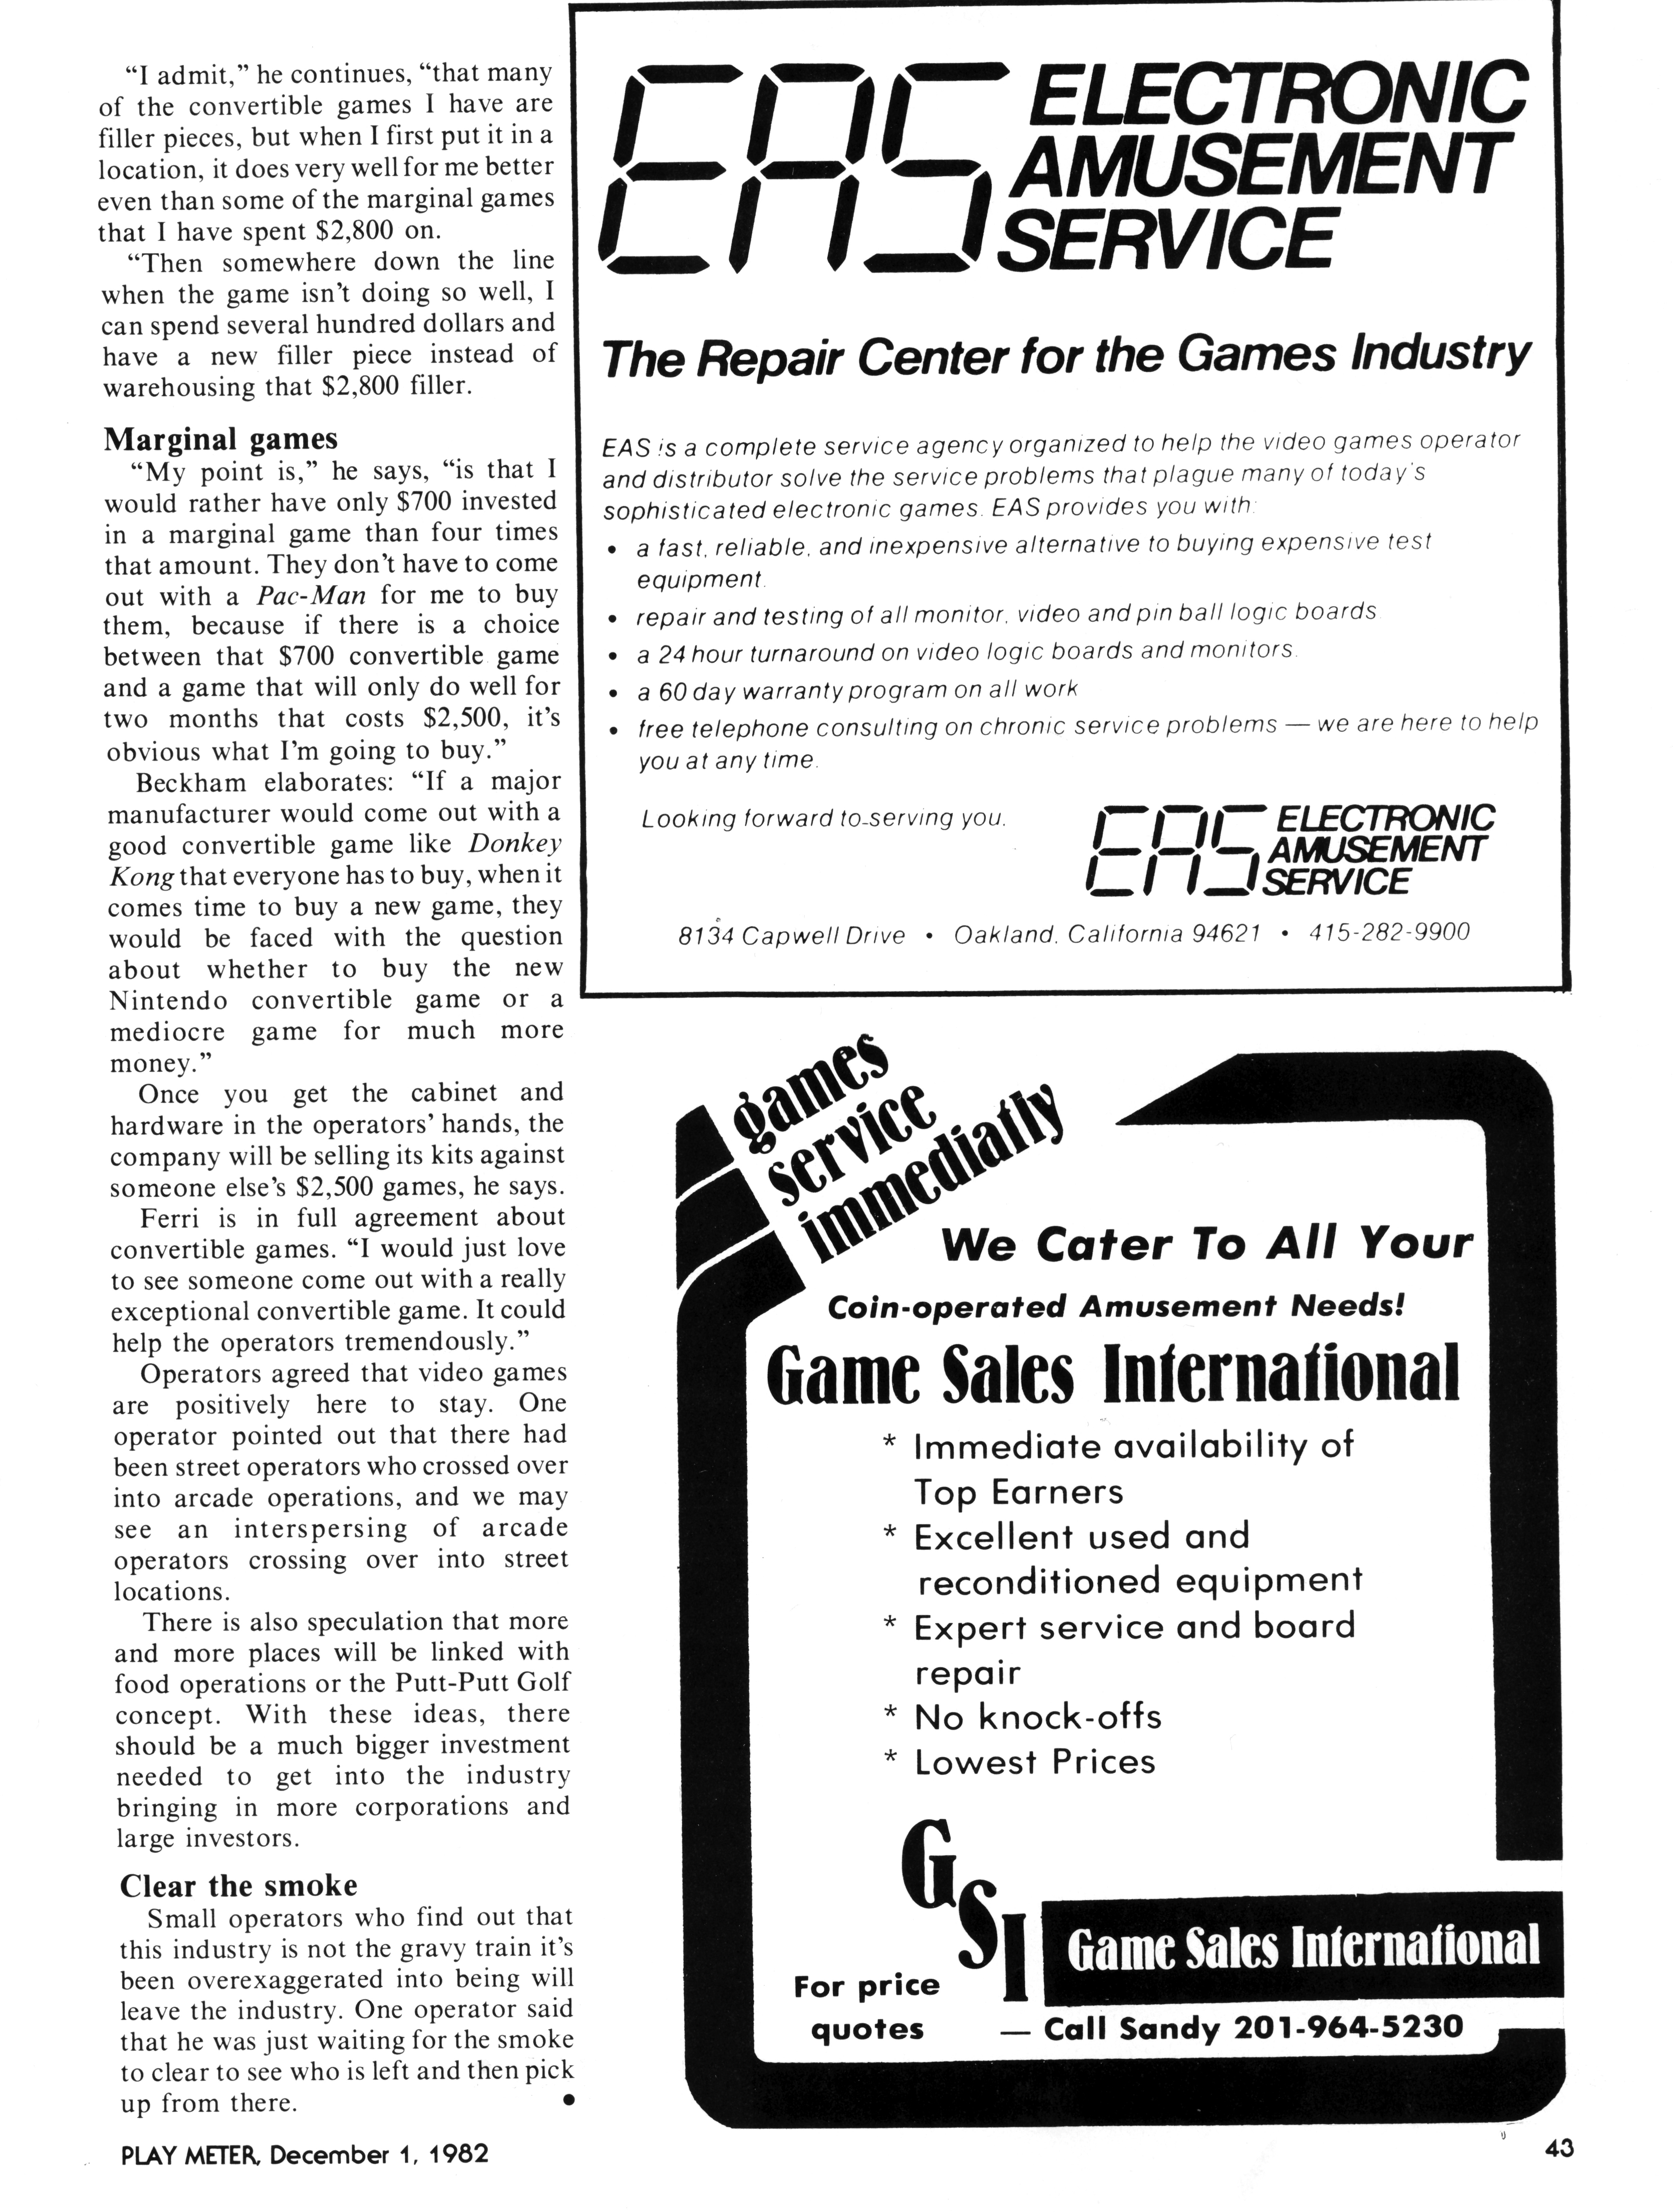 “I admit,” he continues, “that many
of the convertible games I have are
filler pieces, but when I first put it in a
location, it does very well for me better
even than some of the marginal games
that I have spent $2,800 on.
“Then somewhere down the line
when the game isn’t doing so well, I
can spend several hundred dollars and
have a new filler piece instead of
warehousing that $2,800 filler.
Marginal games
“My point is,” he says, “is that I
would rather have only $700 invested
in a marginal game than four times
that amount. They don’t have to come
out with a Pac-Man for me to buy
them, because if there is a choice
between that $700 convertible game
and a game that will only do well for
two months that costs $2,500, it’s
obvious what I’m going to buy.”
Beckham elaborates: “If a major
manufacturer would come out with a
good convertible game like Donkey
Kong that everyone has to buy, when it
comes time to buy a new game, they
would be faced with the question
about whether to buy the new
Nintendo convertible game or a
mediocre game for much more
money.”
Once you get the cabinet and
hardware in the operators’ hands, the
company will be selling its kits against
someone else’s $2,500 games, he says.
Ferri is in full agreement about
convertible games. “I would just love
to see someone come out with a really
exceptional convertible game. It could
help the operators tremendously.”
Operators agreed that video games
are positively here to stay. One
operator pointed out that there had
been street operators who crossed over
into arcade operations, and we may
see an interspersing of arcade
operators crossing over into street
locations.
There is also speculation that more
and more places will be linked with
food operations or the Putt-Putt Golf
concept. With these ideas, there
should be a much bigger investment
needed to get into the industry
bringing in more corporations and
large investors.
Clear the smoke
Small operators who find out that
this industry is not the gravy train it’s
been overexaggerated into being will
leave the industry. One operator said
that he was just waiting for the smoke
to clear to see who is left and then pick
up from there. •
EAS
ELECTRONIC
AMUSEMENT
SERVICE
The Repair Center for the Games Industry
EAS is a complete service agency organized to help the video games operator
and distributor solve the service problems that plague many of today's
sophisticated electronic games. EAS provides you with:
• a fast, reliable, and inexpensive alternative to buying expensive test
equipment.
• repair and testing of all monitor, video and pin ball logic boards
• a 24 hour turnaround on video logic boards and monitors.
• a 60 day warranty program on all work
• free telephone consulting on chronic service problems — we are here to help
you at any time.
Looking forward to serving you.
EAS
ELECTRONIC
AMUSEMENT
SERVICE
8134 Capwell Drive • Oakland, California 94621 • 415-282-9900
games
service
immediatly
We Cater To All Your
Coin-operated Amusement Needs!
Game Sales International
* Immediate availability of
Top Earners
* Excellent used and
reconditioned equipment
* Expert service and board
repair
* No knock-offs
* Lowest Prices
GSI
Game Sales International
For price
quotes — Call Sandy 201-964-5230
PLAY METER, December 1, 1982
43